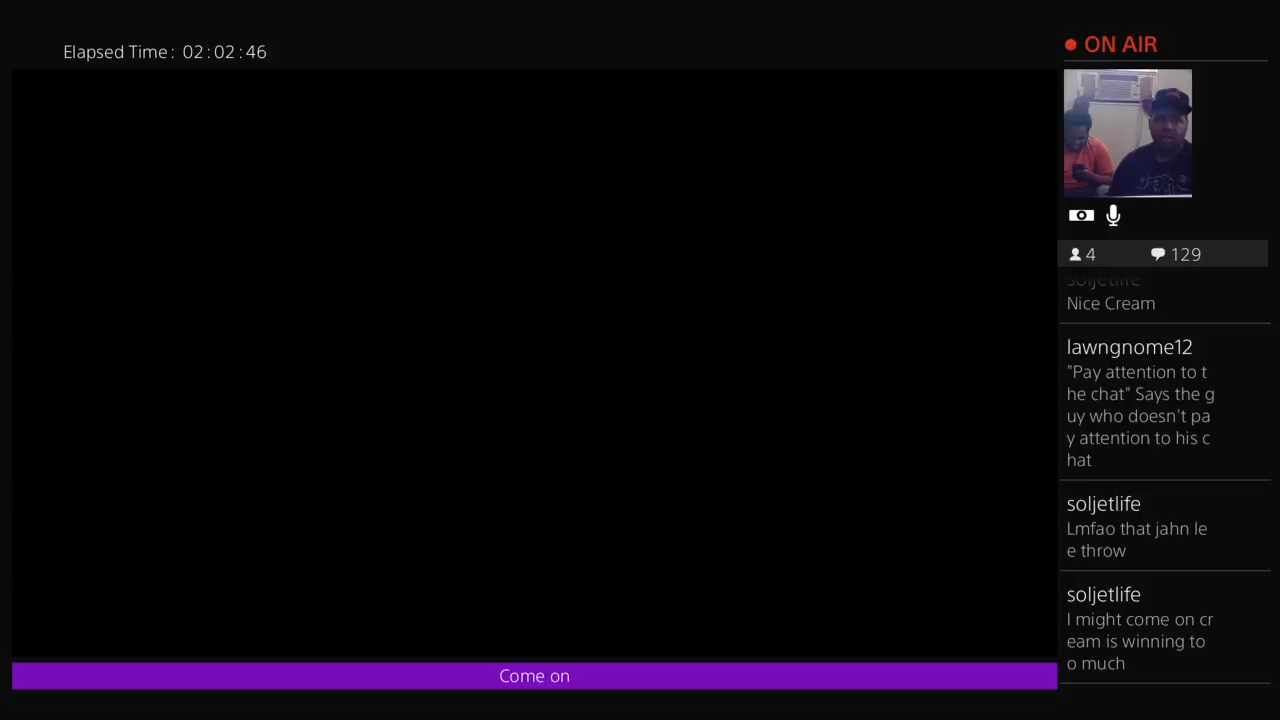 Elapsed Time: 02:02:46
ON AIR
4
129
soljetlife
Nice Cream
lawngnome12
"Pay attention to t
he chat" Says the g
uy who doesn't pa
y attention to his c
hat
soljetlife
Lmfao that jahn le
e throw
soljetlife
I might come on cr
eam is winning to
o much
Come on